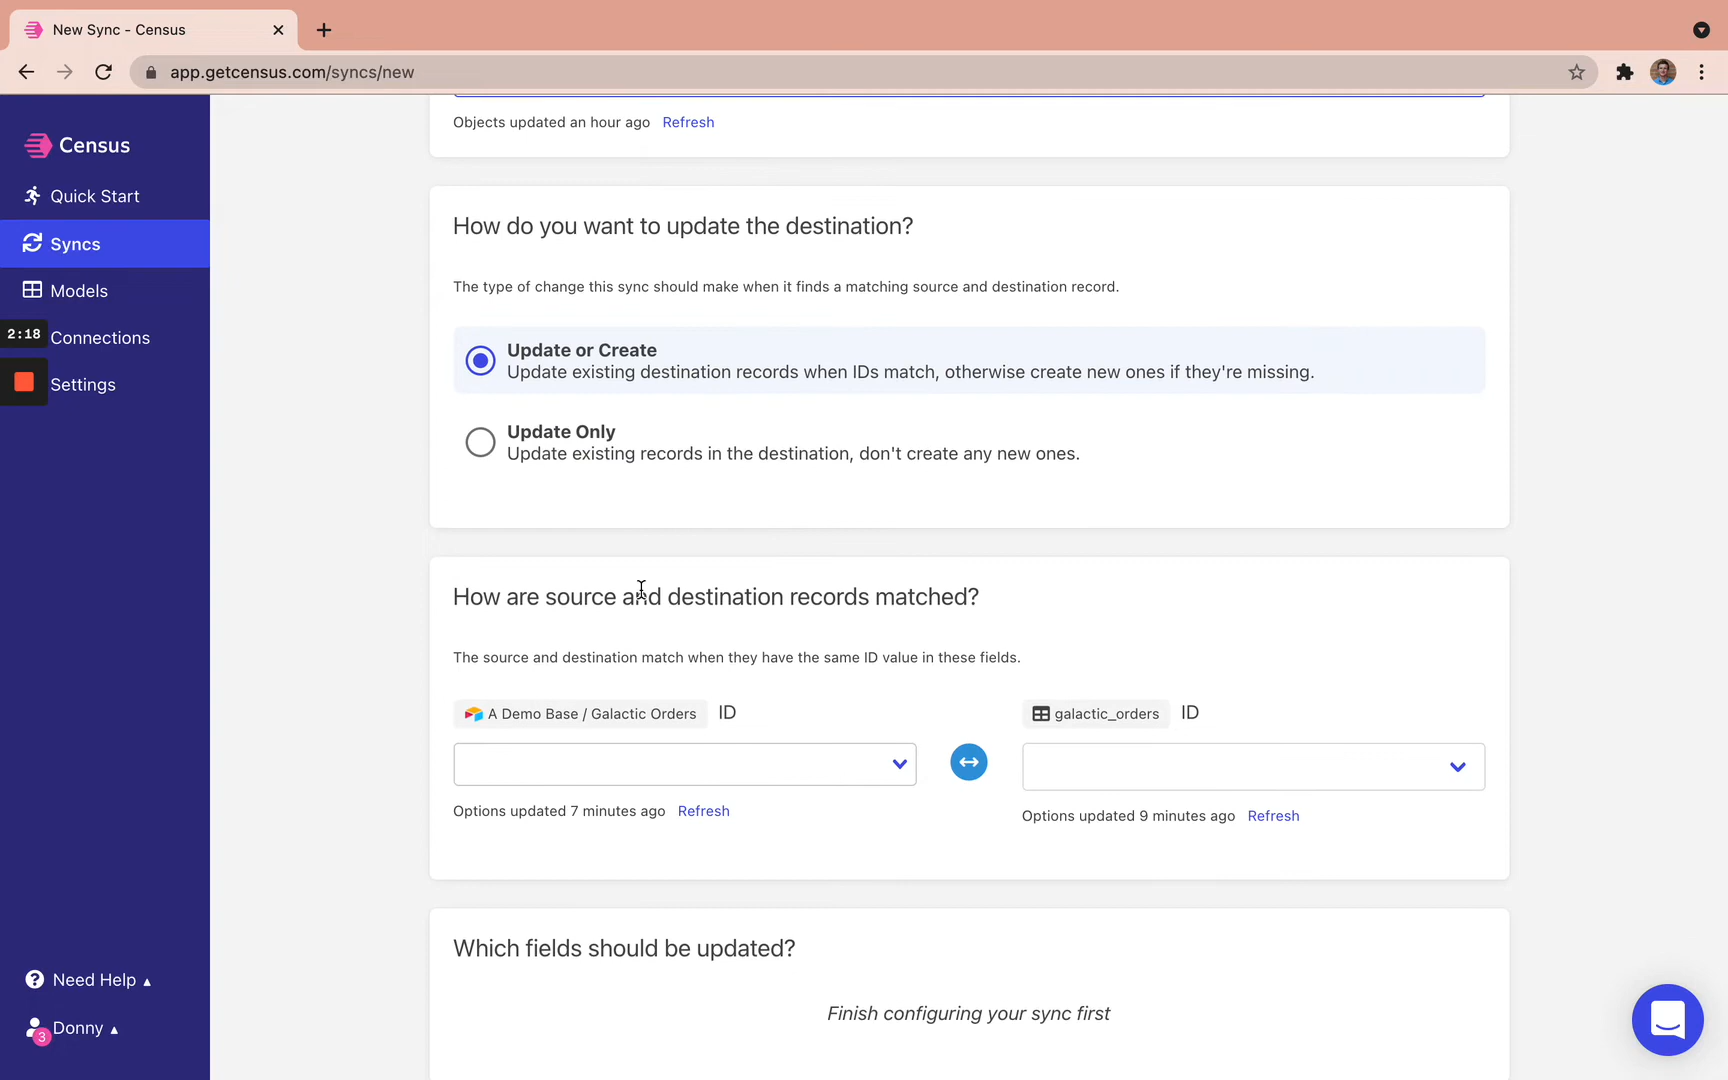 New Sync - Census
app.getcensus.com/syncs/new
Census
Quick Start
Syncs
Models
2:18
Connections
Settings
Need Help
3
Donny
Objects updated an hour ago Refresh
How do you want to update the destination?
The type of change this sync should make when it finds a matching source and destination record.
Update or Create
Update existing destination records when IDs match, otherwise create new ones if they're missing.
Update Only
Update existing records in the destination, don't create any new ones.
How are source and destination records matched?
The source and destination match when they have the same ID value in these fields.
A Demo Base / Galactic Orders ID
galactic_orders ID
Options updated 7 minutes ago Refresh
Options updated 9 minutes ago Refresh
Which fields should be updated?
Finish configuring your sync first